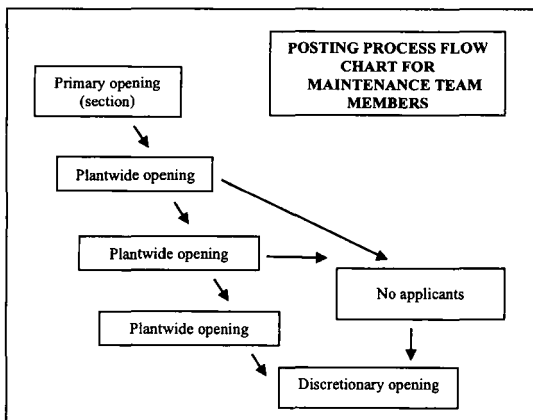 POSTING PROCESS FLOW
CHART FOR
MAINTENANCE TEAM
MEMBERS
Primary opening
(section)
Plantwide opening
Plantwide opening
No applicants
Plantwide opening
Discretionary opening